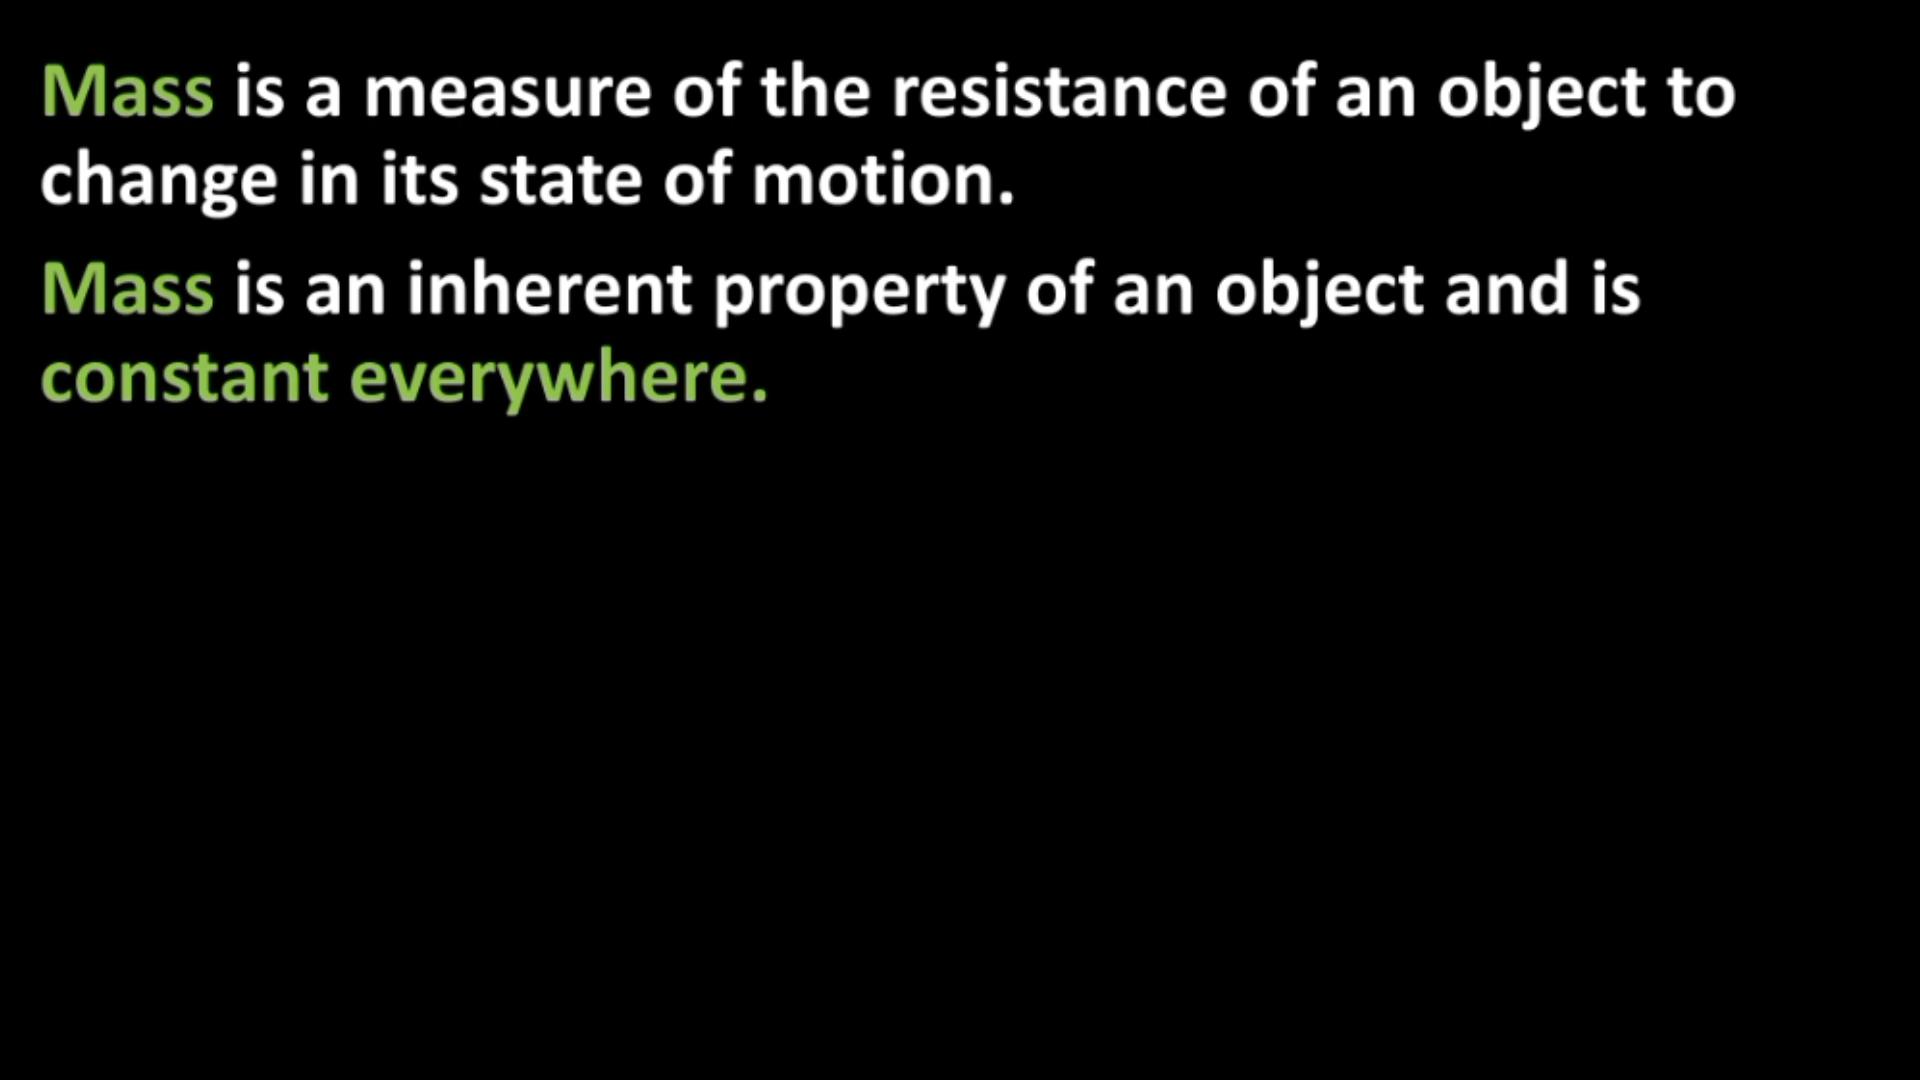 Mass is a measure of the resistance of an object to
change in its state of motion.
Mass is an inherent property of an object and is
constant everywhere.